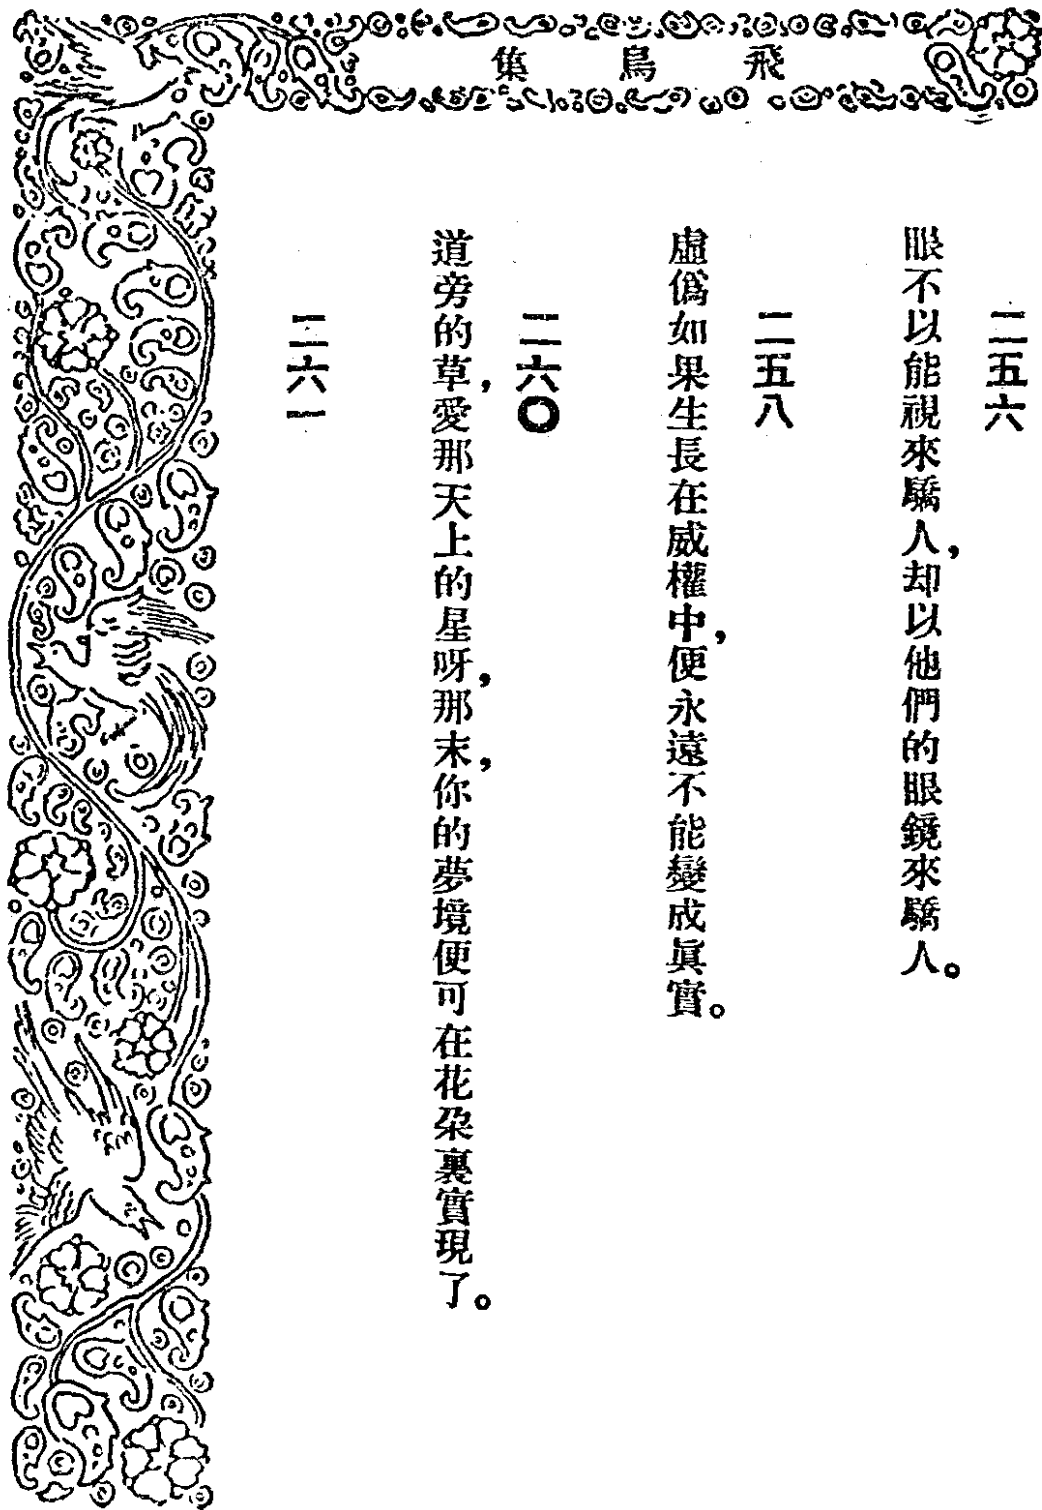 飛鳥集
二五六
眼不以能視來驕人，却以他們的眼鏡來驕人。
二五八
虛僞如果生長在威權中，便永遠不能變成眞實。
二六〇
道旁的草，愛那天上的星呀，那末，你的夢境便可在花朶裏實現了。
二六一